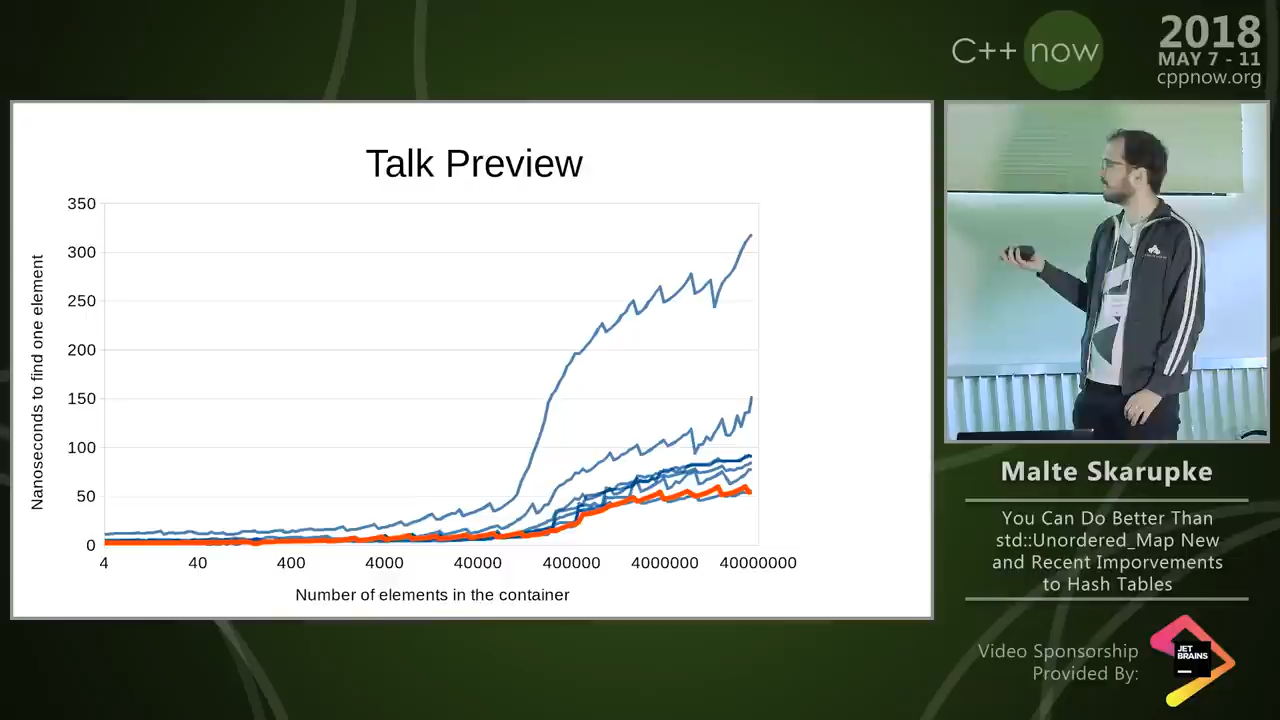 C++ now
2018
MAY 7 - 11
cppnow.org
Talk Preview
350
300
250
200
150
100
50
0
Nanoseconds to find one element
4 40 400 4000 40000 400000 4000000 40000000
Number of elements in the container
Malte Skarupke
You Can Do Better Than
std::Unordered_Map New
and Recent Imporvements
to Hash Tables
Video Sponsorship
Provided By:
JET
BRAINS